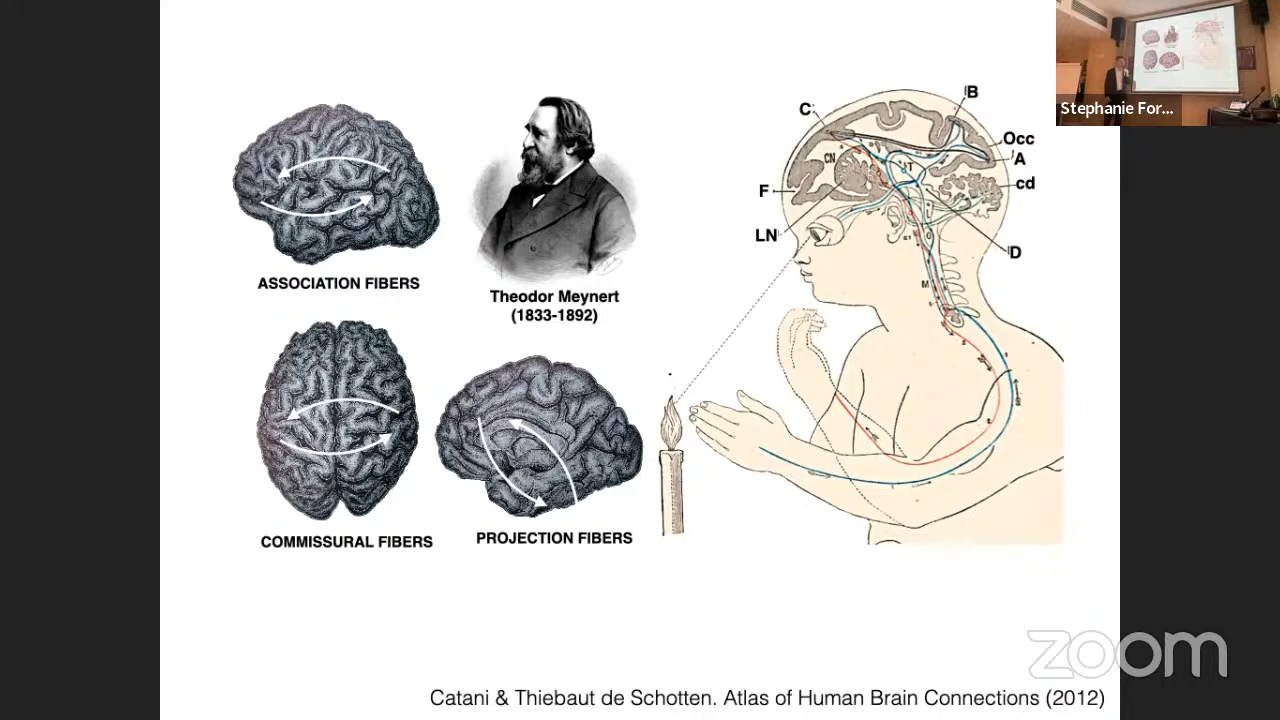 Stephanie For...
ASSOCIATION FIBERS
Theodor Meynert
(1833-1892)
COMMISSURAL FIBERS
PROJECTION FIBERS
C
B
Occ
A
cd
CN
F
LN
D
M
zoom
Catani & Thiebaut de Schotten. Atlas of Human Brain Connections (2012)